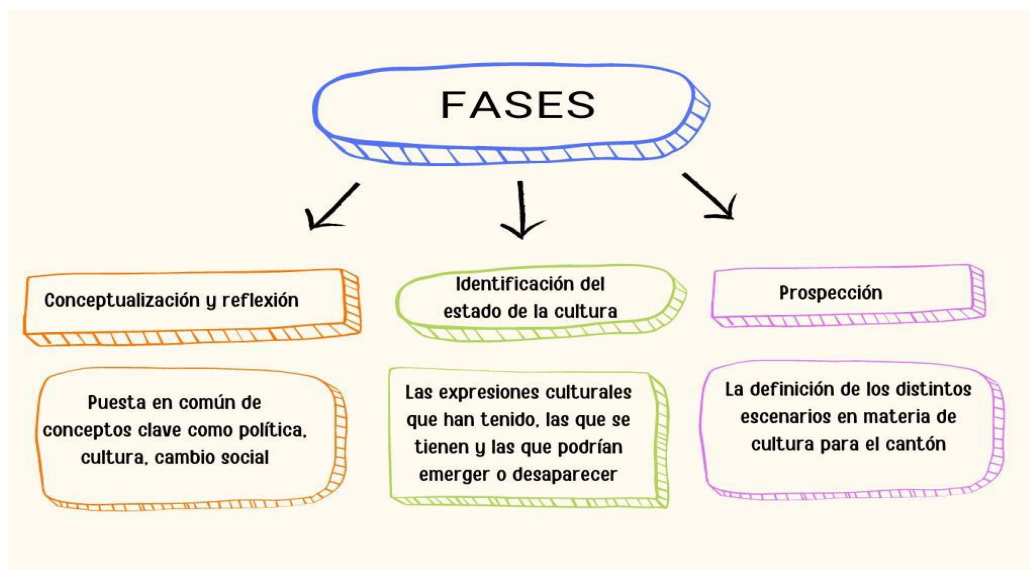 FASES
Conceptualización y reflexión
Identificación del
estado de la cultura
Prospección
Puesta en común de
conceptos clave como política,
cultura, cambio social
Las expresiones culturales
que han tenido, las que se
tienen y las que podrían
emerger o desaparecer
La definición de los distintos
escenarios en materia de
cultura para el cantón